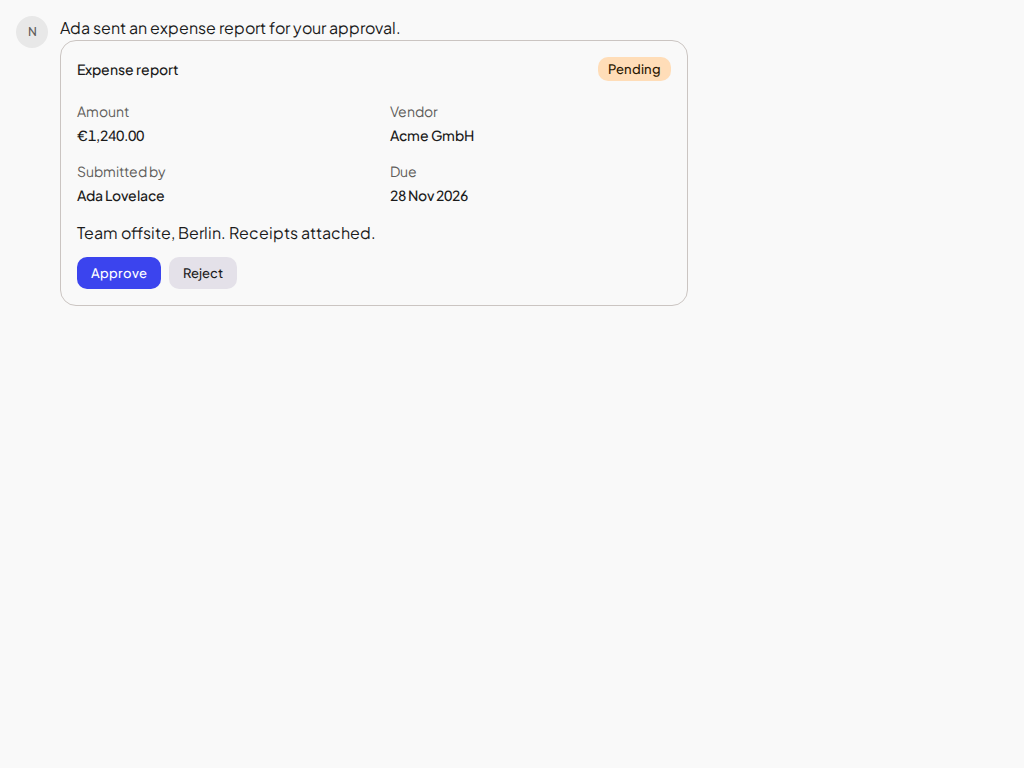 N
Ada sent an expense report for your approval.
Expense report
Pending
Amount
Vendor
€1,240.00
Acme GmbH
Submitted by
Due
Ada Lovelace
28 Nov 2026
Team offsite, Berlin. Receipts attached.
Approve
Reject